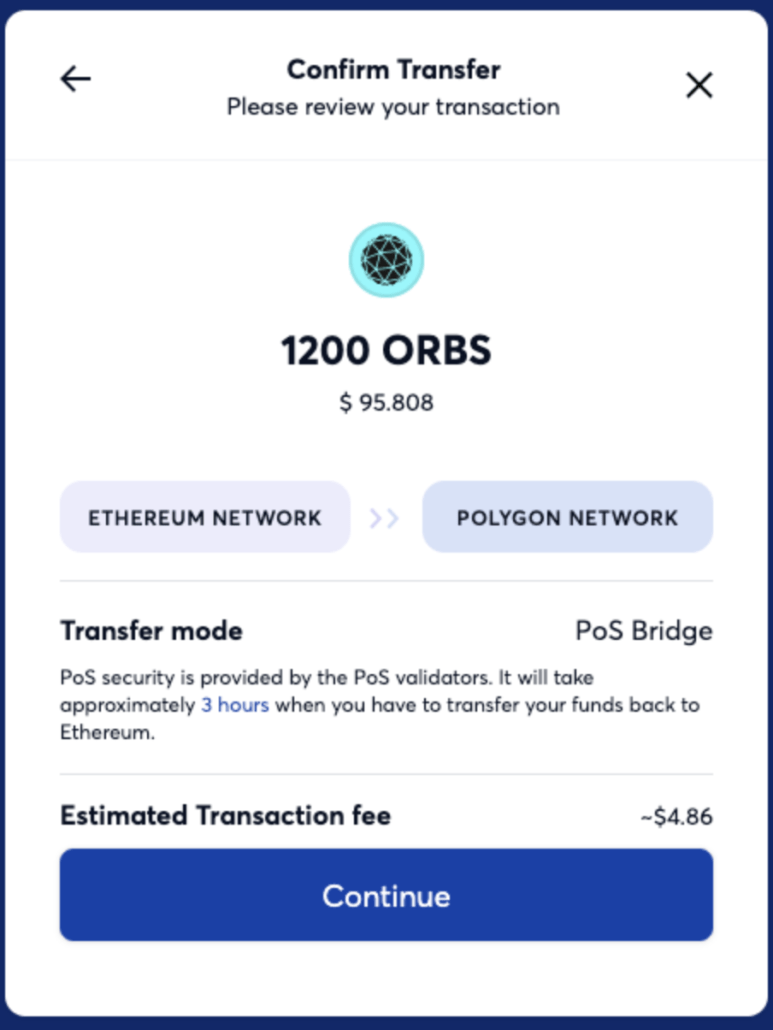 Confirm Transfer
Please review your transaction
1200 ORBS
$ 95.808
ETHEREUM NETWORK
POLYGON NETWORK
Transfer mode
PoS Bridge
PoS security is provided by the PoS validators. It will take
approximately 3 hours when you have to transfer your funds back to
Ethereum.
Estimated Transaction fee
~$4.86
Continue